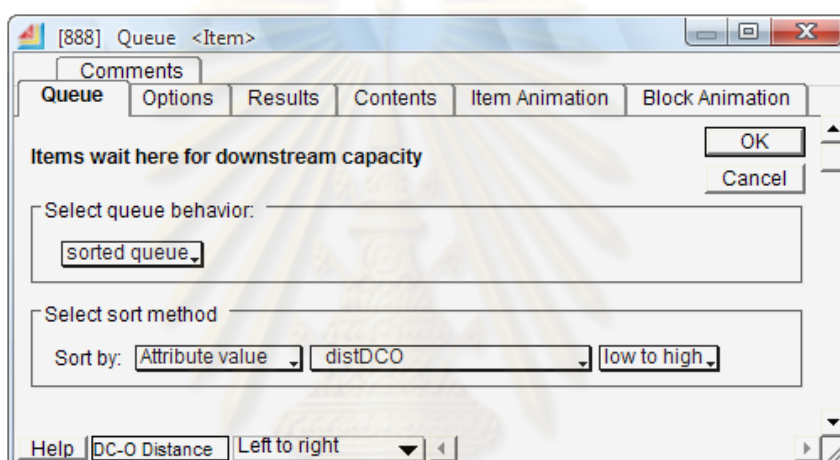 [888] Queue <Item>
Comments
Queue Options Results Contents Item Animation Block Animation
Items wait here for downstream capacity
OK
Cancel
Select queue behavior:
sorted queue
Select sort method
Sort by: Attribute value distDCO low to high
Help DC-O Distance Left to right